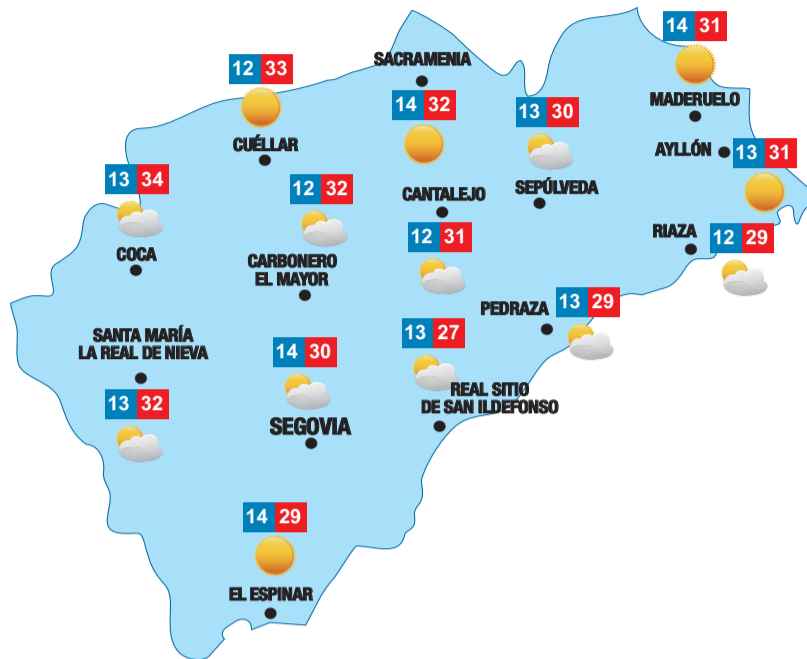 14 31
MADERUELO
SACRAMENIA
14 32
12 33
CUÉLLAR
13 30
SEPÚLVEDA
AYLLÓN
13 31
13 34
COCA
12 32
CARBONERO
EL MAYOR
CANTALEJO
12 31
RIAZA
12 29
PEDRAZA
13 29
SANTA MARÍA
LA REAL DE NIEVA
13 32
14 30
SEGOVIA
13 27
REAL SITIO
DE SAN ILDEFONSO
14 29
EL ESPINAR